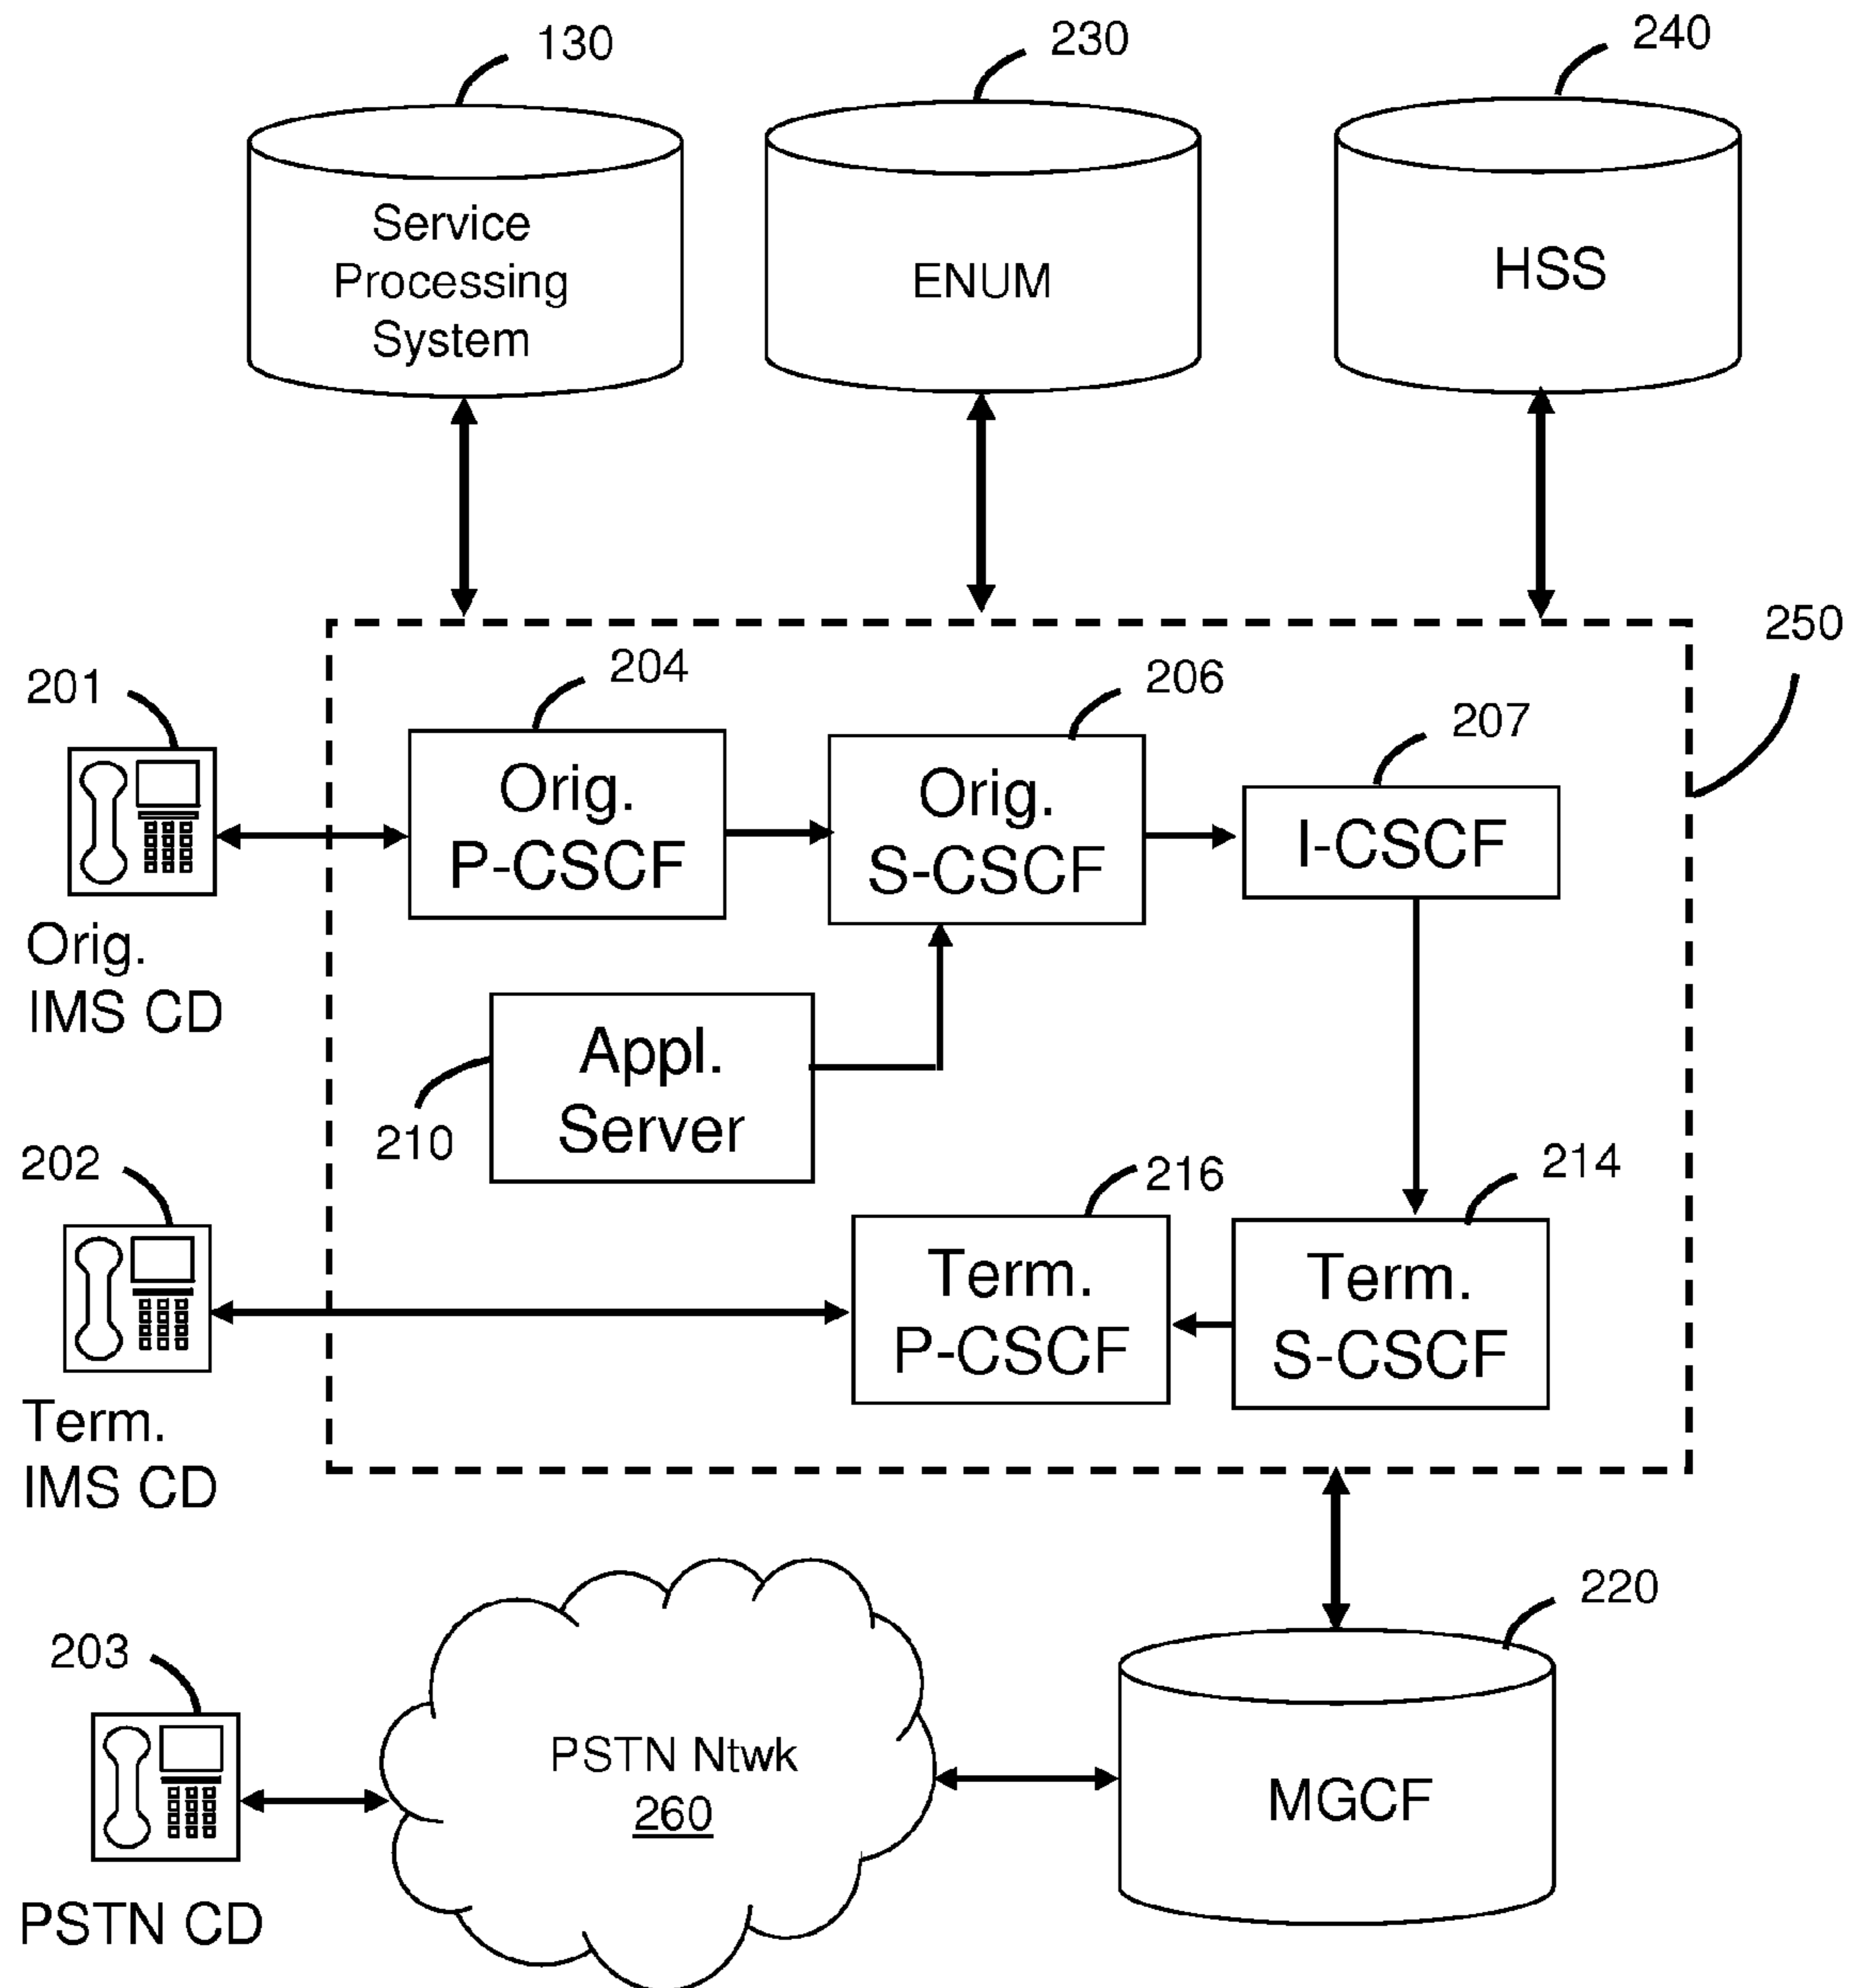 130
230
240
Service
Processing
System
ENUM
HSS
250
201
204
206
207
Orig.
P-CSCF
Orig.
S-CSCF
I-CSCF
Orig.
IMS CD
Appl.
Server
210
202
216
214
Term.
P-CSCF
Term.
S-CSCF
Term.
IMS CD
220
203
PSTN Ntwk
260
MGCF
PSTN CD